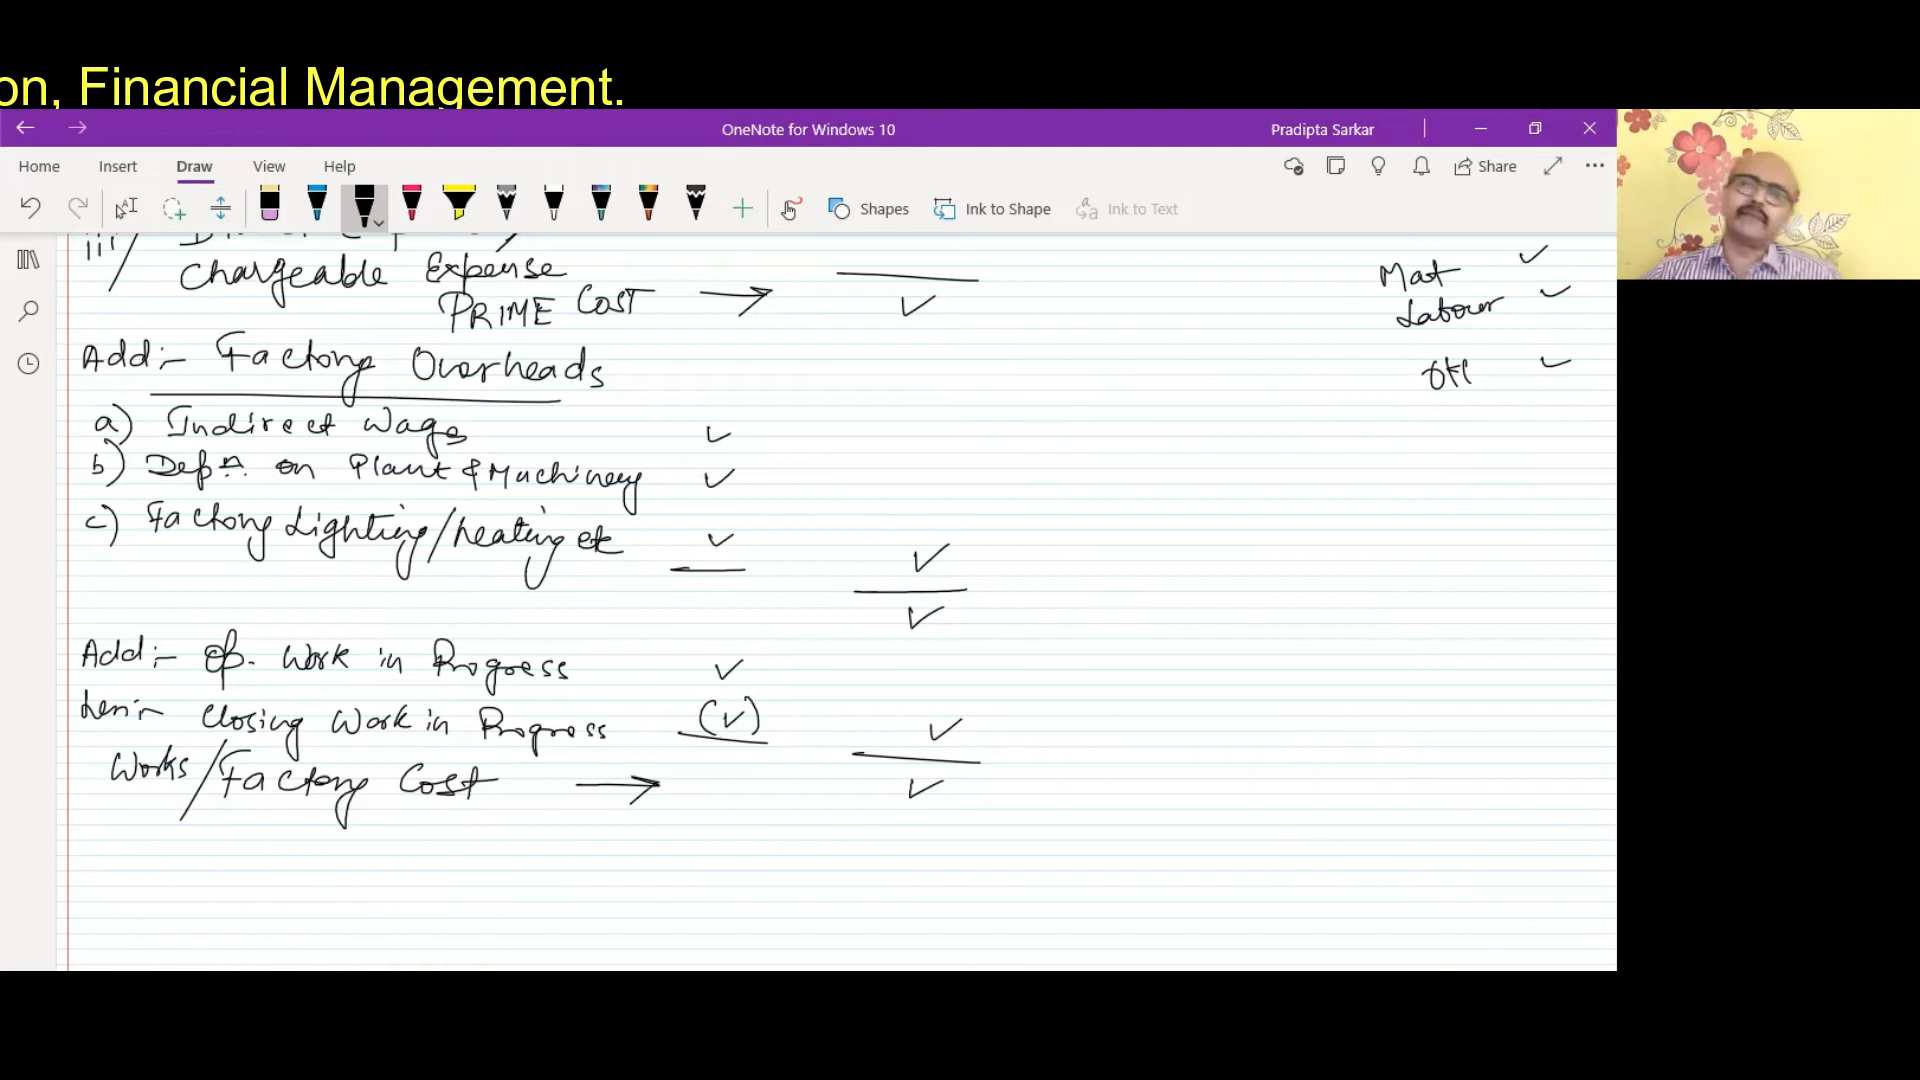 on, Financial Management.
OneNote for Windows 10
Pradipta Sarkar
Home Insert Draw View Help
Share
Shapes
Ink to Shape
Ink to Text
iii/
Chargeable Expense
PRIME COST → ✓
Mat ✓
Labour ✓
OH ✓
Add:- Factory Overheads
a) Indirect Wages ✓
b) Depn. on Plant & Machinery ✓
c) Factory Lighting/heating etc ✓ ✓
✓
Add:- Op. Work in Progress ✓
Less:- Closing Work in Progress (✓) ✓
Works/Factory Cost → ✓